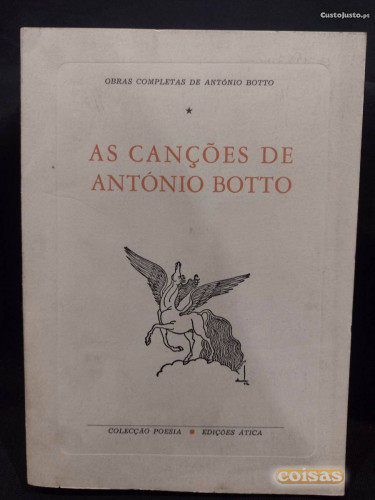 CustoJusto.pt
OBRAS COMPLETAS DE ANTÓNIO BOTTO
*
AS CANÇÕES DE
ANTÓNIO BOTTO
COLECÇÃO POESIA * EDIÇÕES ÁTICA
coisas